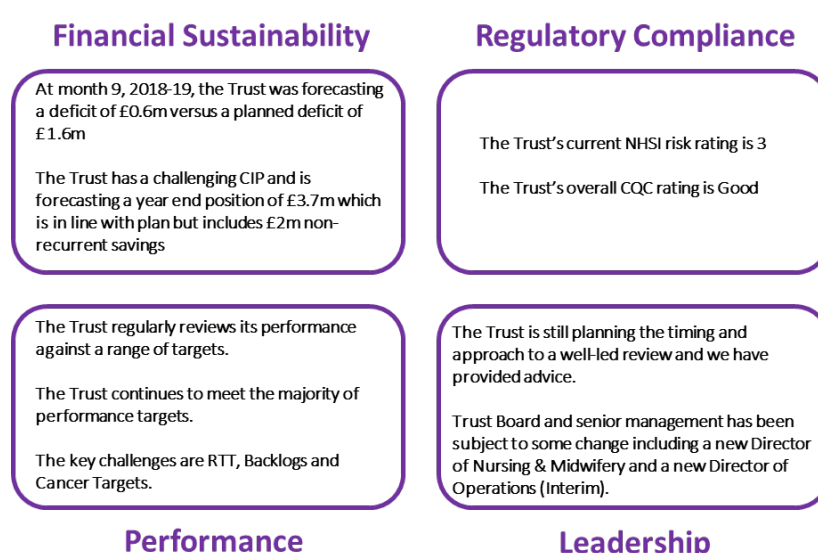 Financial Sustainability
At month 9, 2018-19, the Trust was forecasting
a deficit of £0.6m versus a planned deficit of
£1.6m
The Trust has a challenging CIP and is
forecasting a year end position of £3.7m which
is in line with plan but includes £2m non-
recurrent savings
Regulatory Compliance
The Trust's current NHSI risk rating is 3
The Trust's overall CQC rating is Good
The Trust regularly reviews its performance
against a range of targets.
The Trust continues to meet the majority of
performance targets.
The key challenges are RTT, Backlogs and
Cancer Targets.
Performance
The Trust is still planning the timing and
approach to a well-led review and we have
provided advice.
Trust Board and senior management has been
subject to some change including a new Director
of Nursing & Midwifery and a new Director of
Operations (Interim).
Leadership